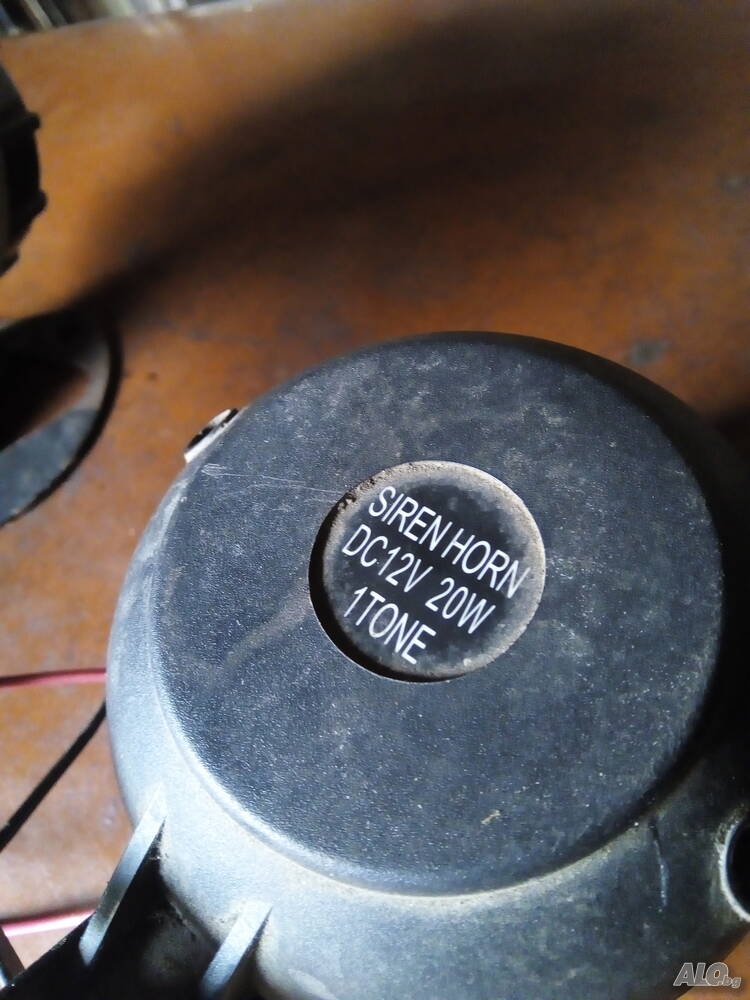 SIREN HORN
DC12V 20W
1TONE
ALO.bg